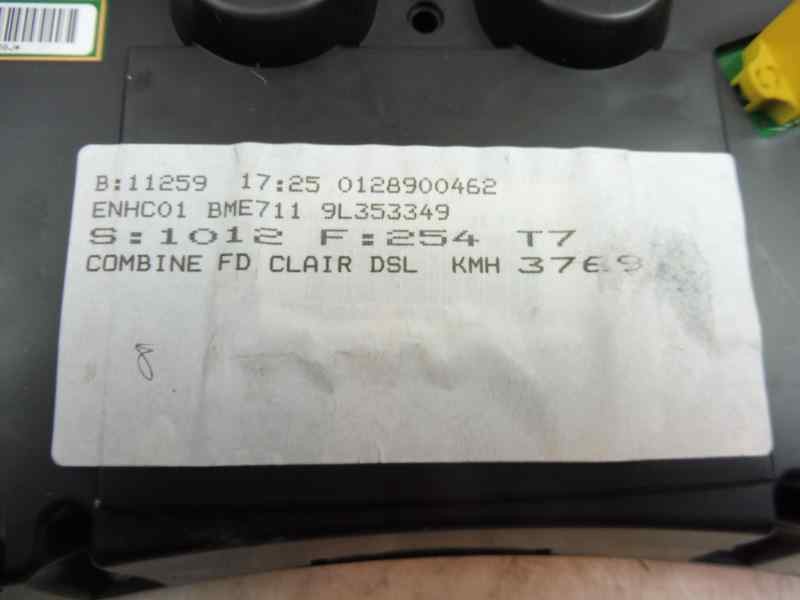 B:11259 17:25 0128900462
ENHC01 BME711 9L353349
S:1012 F:254 T7
COMBINE FD CLAIR DSL KMH 3769
8